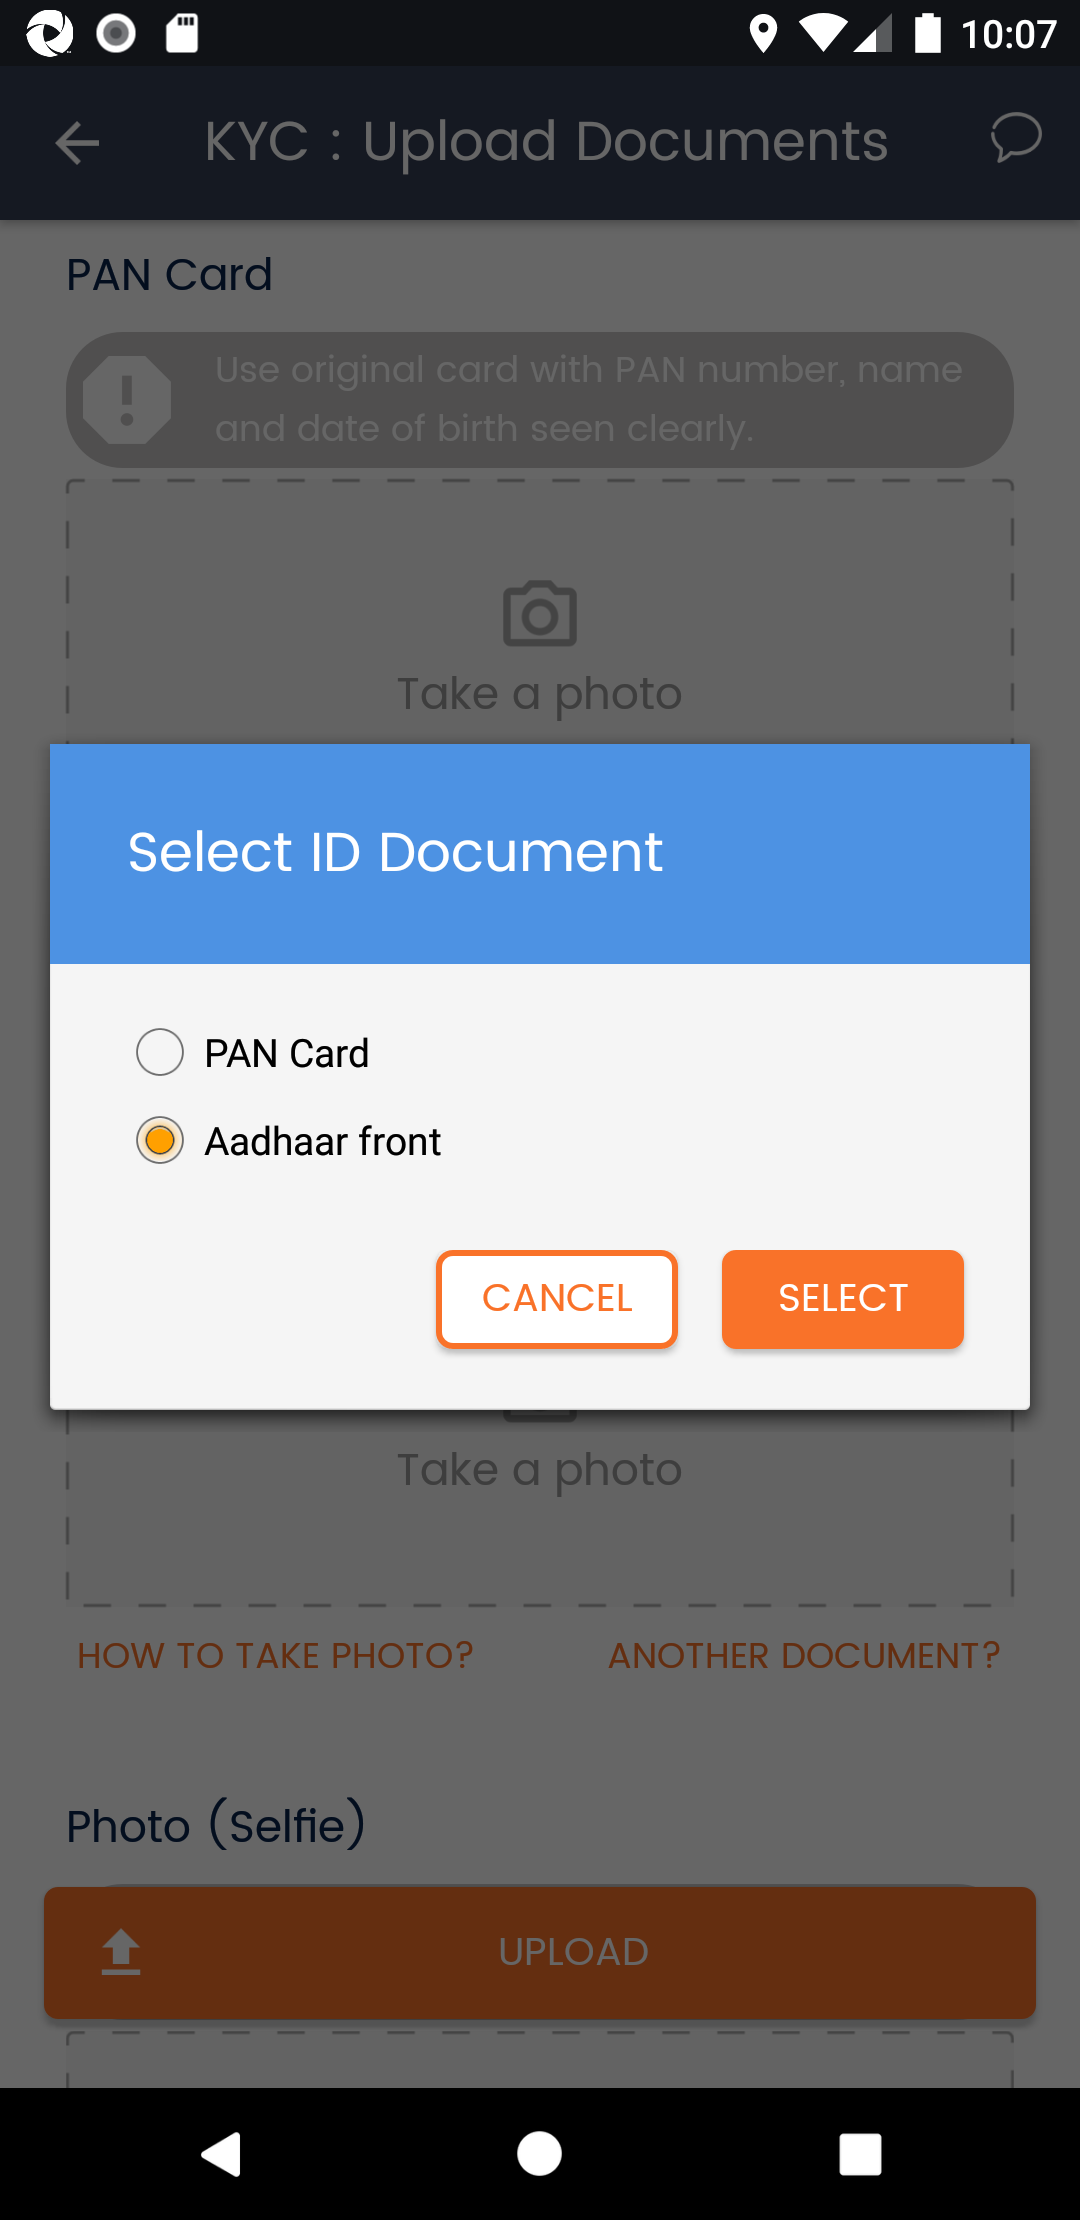 10:07
KYC : Upload Documents
PAN Card
Use original card with PAN number, name
and date of birth seen clearly.
Take a photo
Select ID Document
PAN Card
Aadhaar front
CANCEL
SELECT
Take a photo
HOW TO TAKE PHOTO?
ANOTHER DOCUMENT?
Photo (Selfie)
UPLOAD